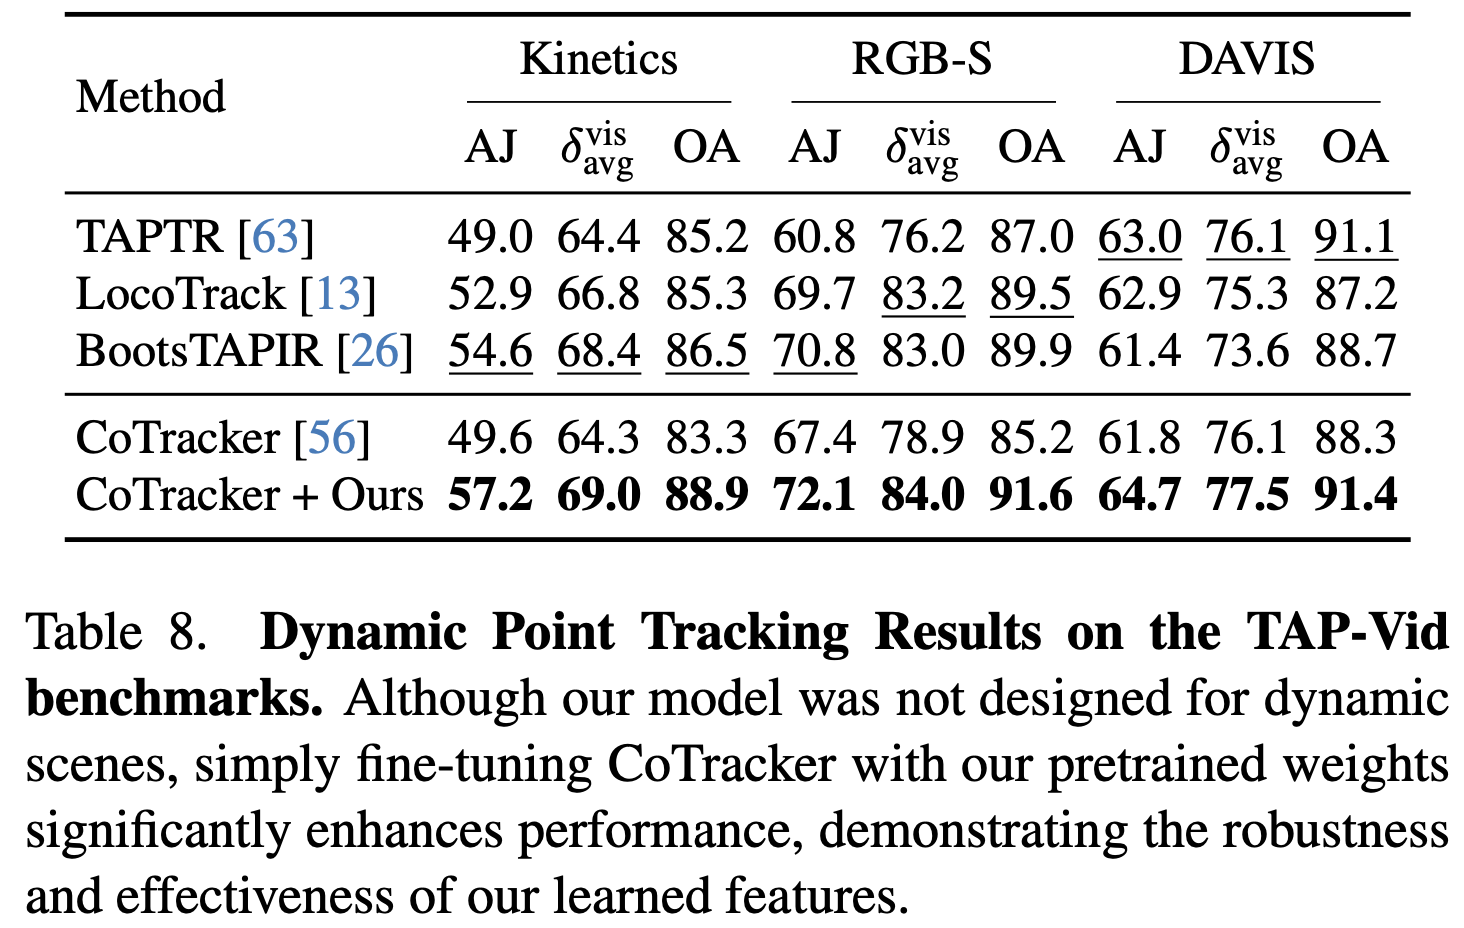 Method Kinetics RGB-S DAVIS
AJ δ^vis_avg OA AJ δ^vis_avg OA AJ δ^vis_avg OA
TAPTR [63] 49.0 64.4 85.2 60.8 76.2 87.0 63.0 76.1 91.1
LocoTrack [13] 52.9 66.8 85.3 69.7 83.2 89.5 62.9 75.3 87.2
BootsTAPIR [26] 54.6 68.4 86.5 70.8 83.0 89.9 61.4 73.6 88.7
CoTracker [56] 49.6 64.3 83.3 67.4 78.9 85.2 61.8 76.1 88.3
CoTracker + Ours 57.2 69.0 88.9 72.1 84.0 91.6 64.7 77.5 91.4
Table 8. Dynamic Point Tracking Results on the TAP-Vid
benchmarks. Although our model was not designed for dynamic
scenes, simply fine-tuning CoTracker with our pretrained weights
significantly enhances performance, demonstrating the robustness
and effectiveness of our learned features.